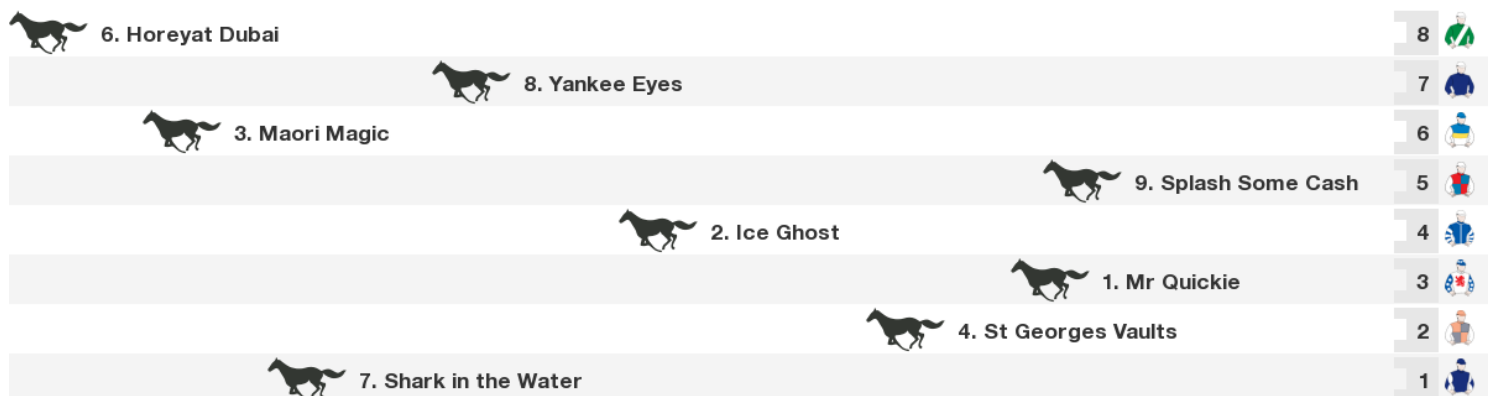 6. Horeyat Dubai 8
8. Yankee Eyes 7
3. Maori Magic 6
9. Splash Some Cash 5
2. Ice Ghost 4
1. Mr Quickie 3
4. St Georges Vaults 2
7. Shark in the Water 1